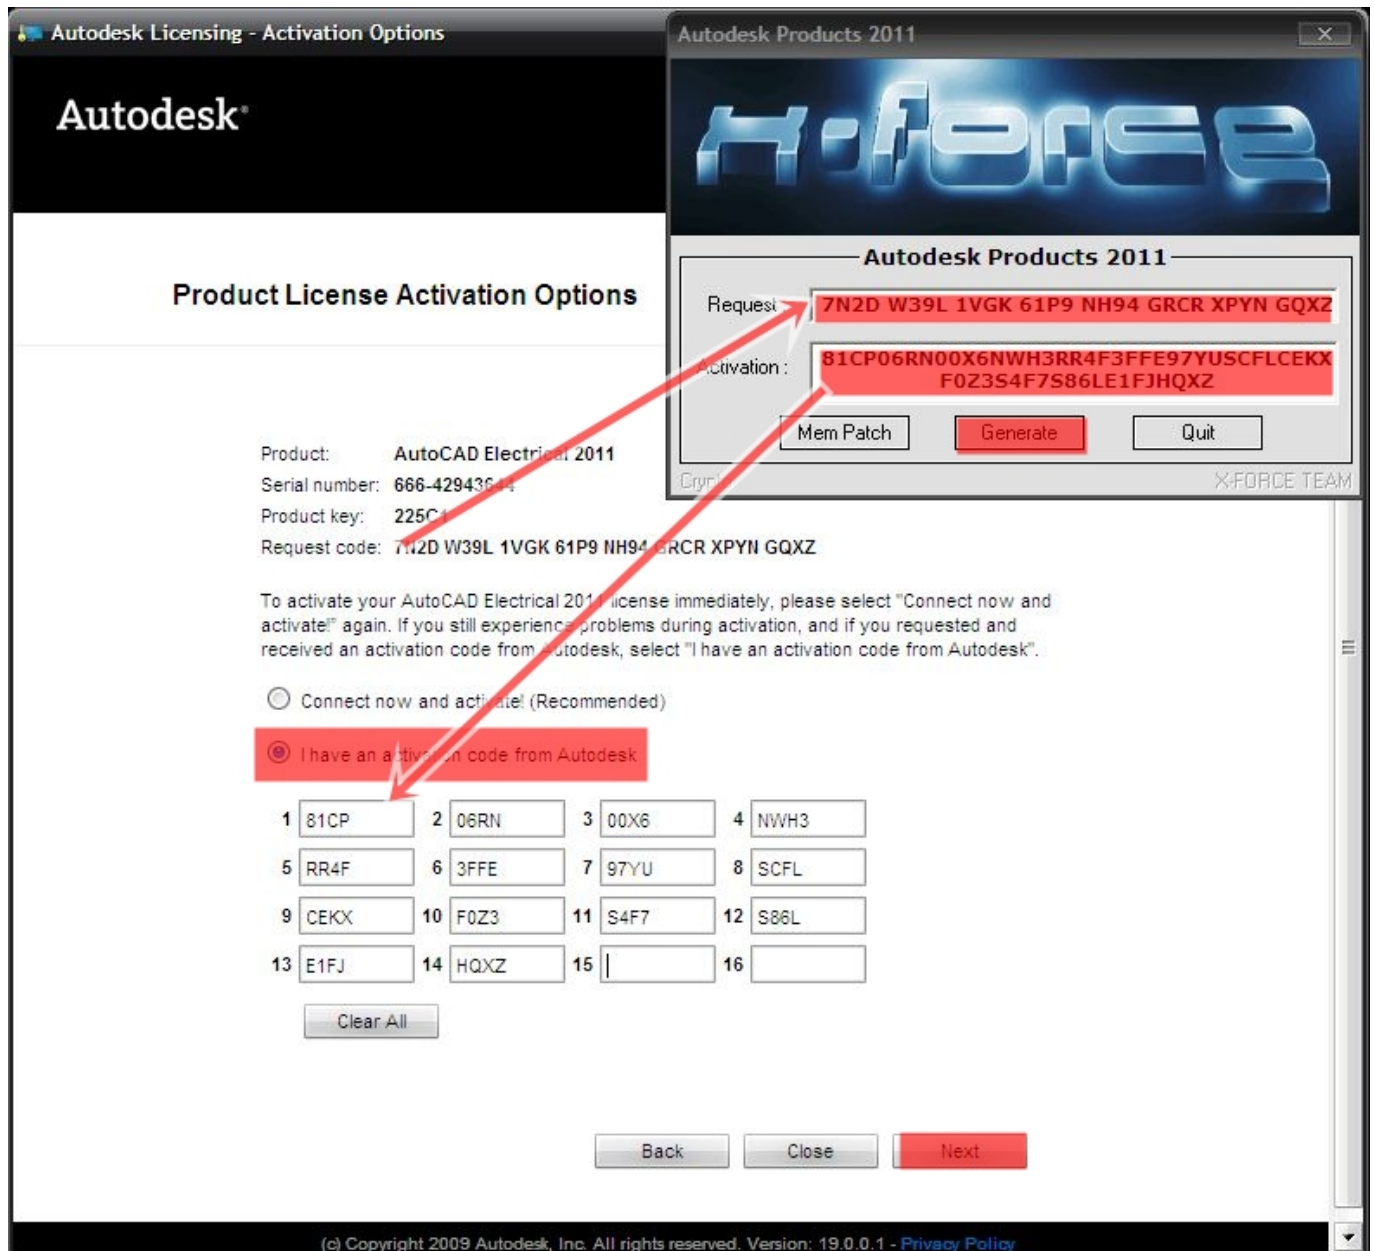 Autodesk Licensing - Activation Options
Autodesk
Product License Activation Options
Autodesk Products 2011
X-force
Autodesk Products 2011
Request
7N2D W39L 1VGK 61P9 NH94 GRCR XPYN GQXZ
Activation :
81CP06RN00X6NWH3RR4F3FFE97YUSCFLCEKX
F0Z3S4F7S86LE1FJHQXZ
Mem Patch Generate Quit
X-FORCE TEAM
Product: AutoCAD Electrical 2011
Serial number:
Product key:
Request code: 7N2D W39L 1VGK 61P9 NH94 GRCR XPYN GQXZ
To activate your AutoCAD Electrical 2011 license immediately, please select "Connect now and
activate!" again. If you still experience problems during activation, and if you requested and
received an activation code from Autodesk, select "I have an activation code from Autodesk".
Connect now and activate! (Recommended)
I have an activation code from Autodesk
1 81CP 2 06RN 3 00X6 4 NWH3
5 RR4F 6 3FFE 7 97YU 8 SCFL
9 CEKX 10 F0Z3 11 S4F7 12 S86L
13 E1FJ 14 HQXZ 15 16
Clear All
Back Close Next
(c) Copyright 2009 Autodesk, Inc. All rights reserved. Version: 19.0.0.1 - Privacy Policy